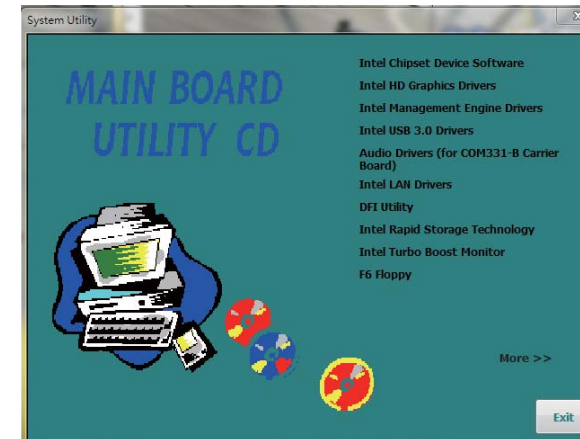 System Utility
MAIN BOARD
UTILITY CD
Intel Chipset Device Software
Intel HD Graphics Drivers
Intel Management Engine Drivers
Intel USB 3.0 Drivers
Audio Drivers (for COM331-B Carrier
Board)
Intel LAN Drivers
DFI Utility
Intel Rapid Storage Technology
Intel Turbo Boost Monitor
F6 Floppy
More >>
Exit